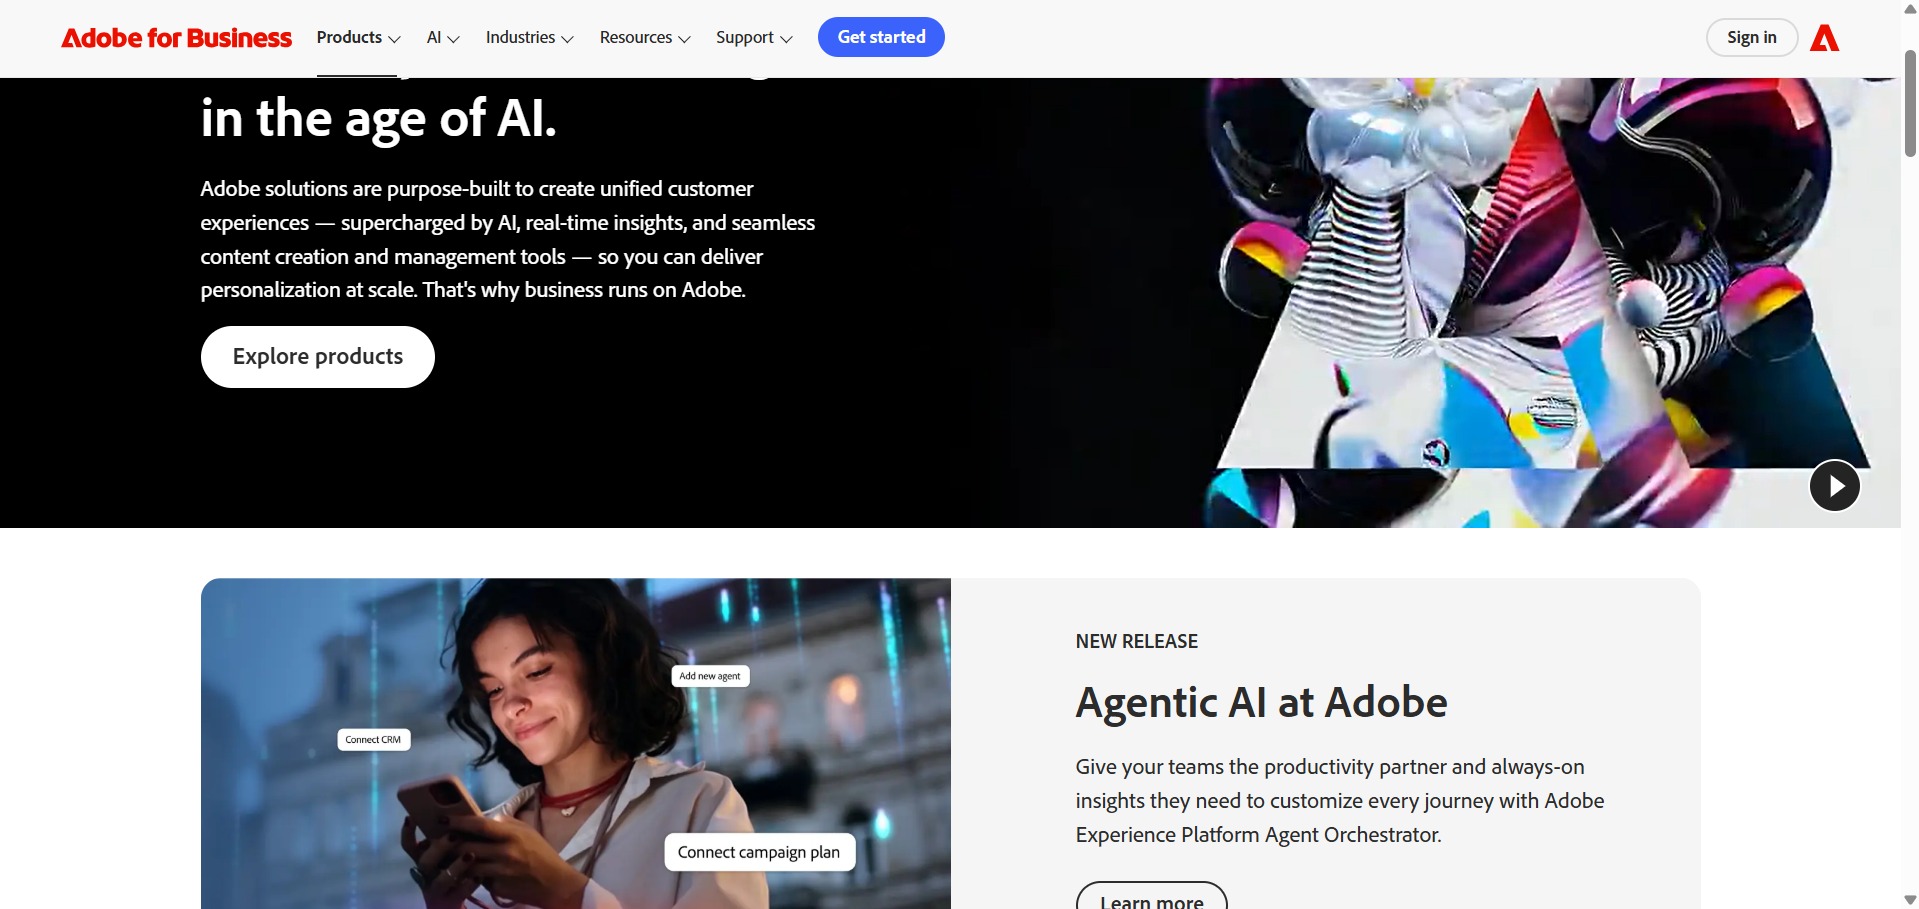 Adobe for Business
Products
AI
Industries
Resources
Support
Get started
Sign in
in the age of AI.
Adobe solutions are purpose-built to create unified customer
experiences — supercharged by AI, real-time insights, and seamless
content creation and management tools — so you can deliver
personalization at scale. That's why business runs on Adobe.
Explore products
Add new agent
Connect CRM
Connect campaign plan
NEW RELEASE
Agentic AI at Adobe
Give your teams the productivity partner and always-on
insights they need to customize every journey with Adobe
Experience Platform Agent Orchestrator.
Learn more